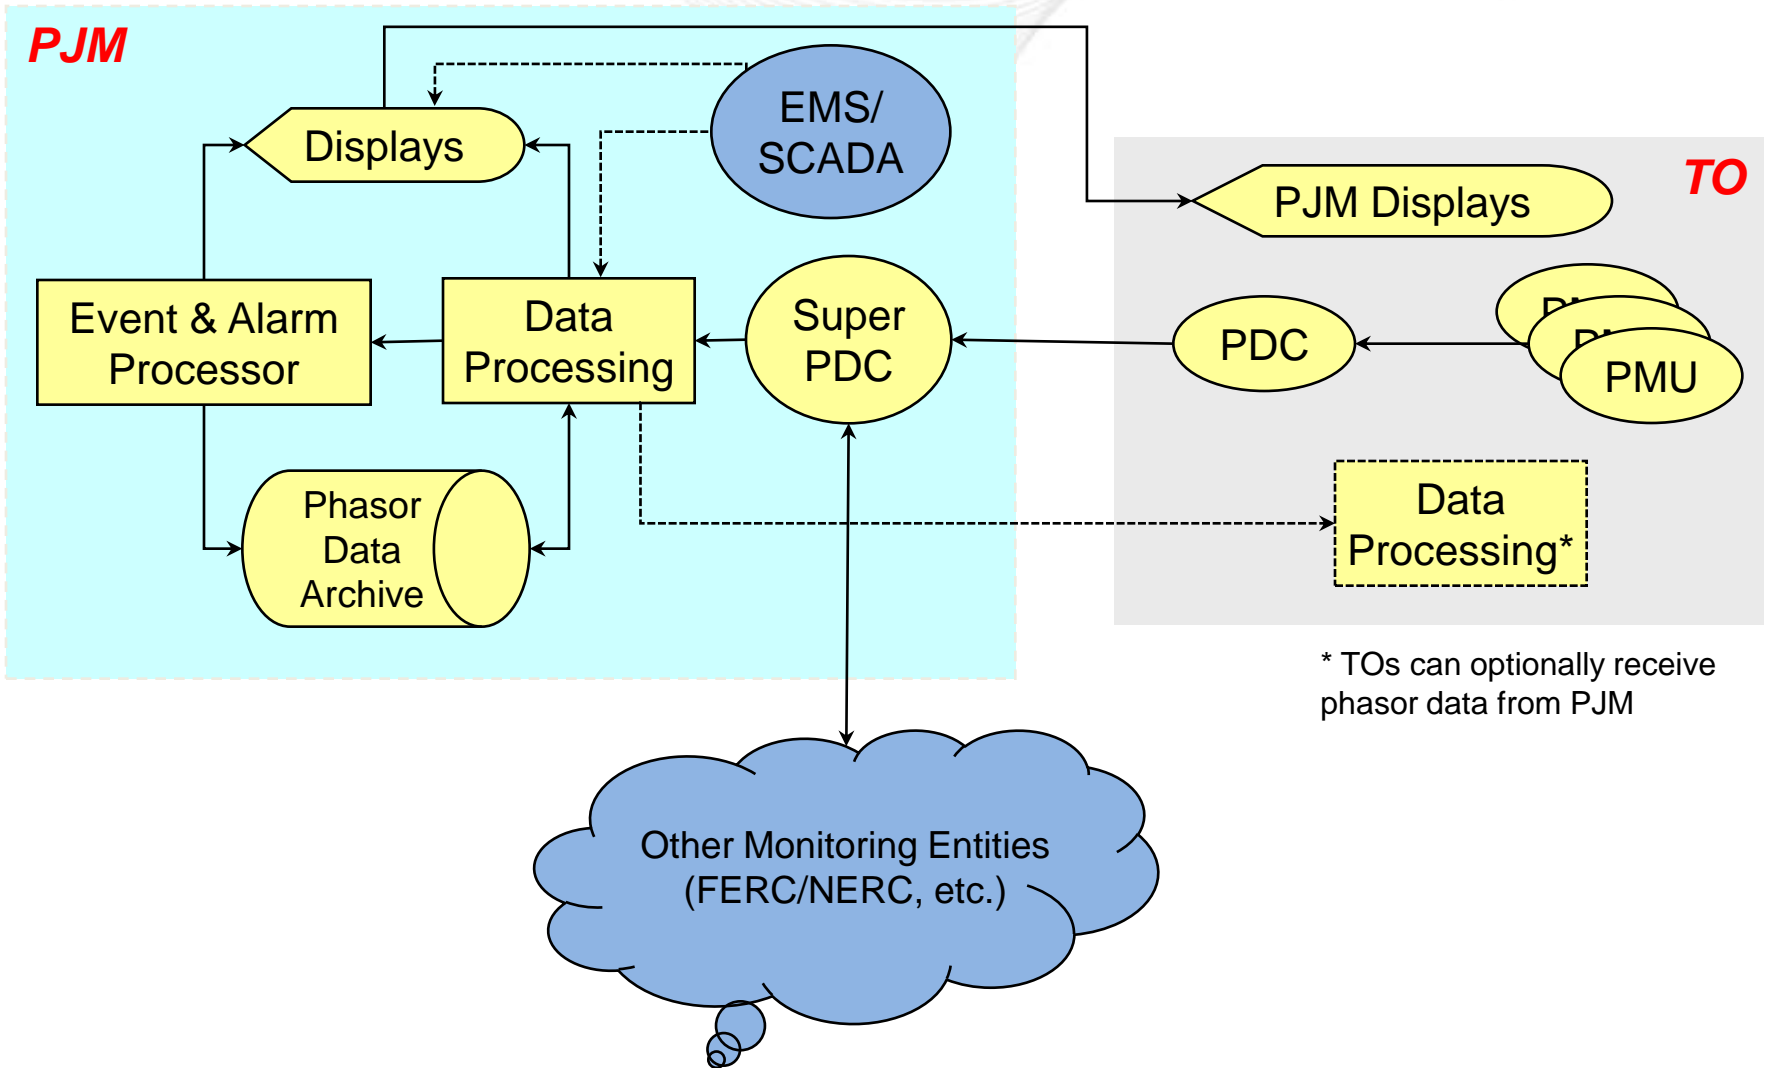 PJM
EMS/
SCADA
Displays
TO
PJM Displays
Event & Alarm
Processor
Data
Processing
Super
PDC
PDC
PMU
Phasor
Data
Archive
Data
Processing*
* TOs can optionally receive
phasor data from PJM
Other Monitoring Entities
(FERC/NERC, etc.)